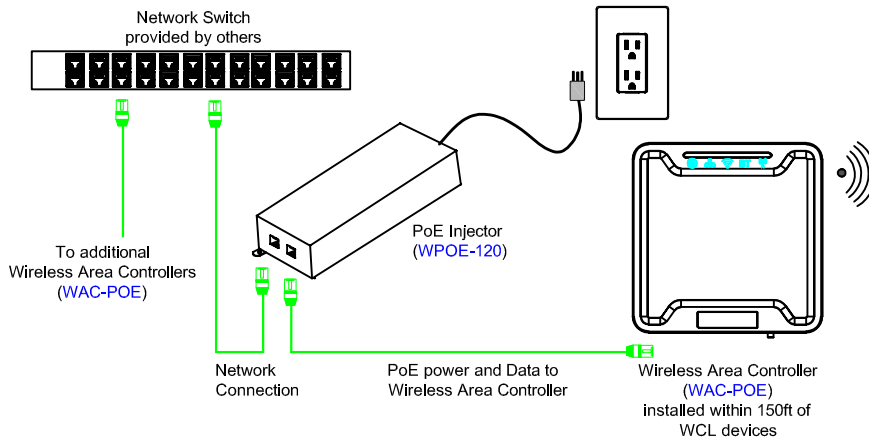 Network Switch
provided by others
PoE Injector
(WPOE-120)
To additional
Wireless Area Controllers
(WAC-POE)
Network
Connection
PoE power and Data to
Wireless Area Controller
Wireless Area Controller
(WAC-POE)
installed within 150ft of
WCL devices